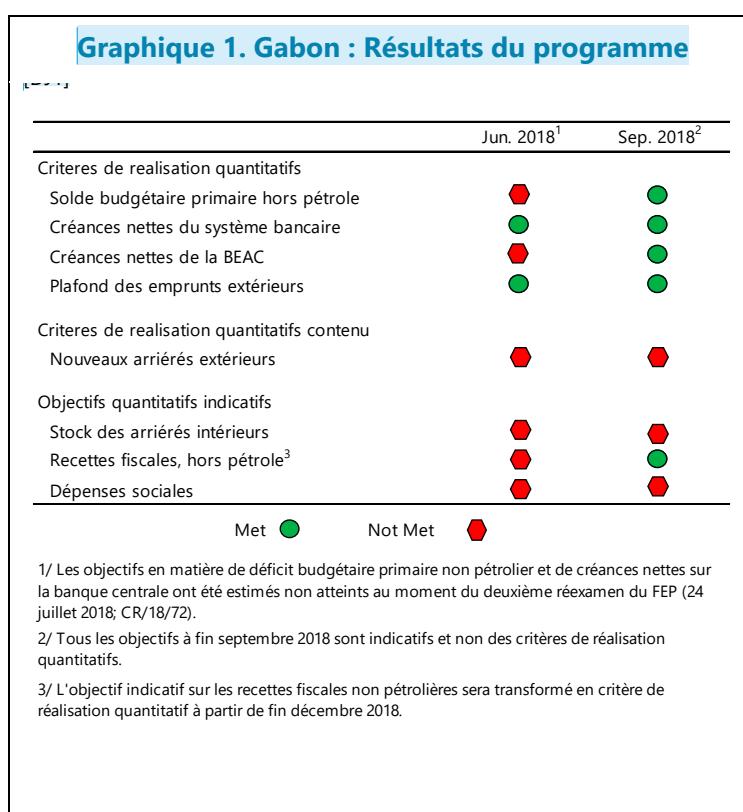 Graphique 1. Gabon : Résultats du programme
Jun. 2018¹ Sep. 2018²
Criteres de realisation quantitatifs
Solde budgétaire primaire hors pétrole
Créances nettes du système bancaire
Créances nettes de la BEAC
Plafond des emprunts extérieurs
Criteres de realisation quantitatifs contenu
Nouveaux arriérés extérieurs
Objectifs quantitatifs indicatifs
Stock des arriérés intérieurs
Recettes fiscales, hors pétrole³
Dépenses sociales
Met Not Met
1/ Les objectifs en matière de déficit budgétaire primaire non pétrolier et de créances nettes sur
la banque centrale ont été estimés non atteints au moment du deuxième réexamen du FEP (24
juillet 2018; CR/18/72).
2/ Tous les objectifs à fin septembre 2018 sont indicatifs et non des critères de réalisation
quantitatifs.
3/ L'objectif indicatif sur les recettes fiscales non pétrolières sera transformé en critère de
réalisation quantitatif à partir de fin décembre 2018.